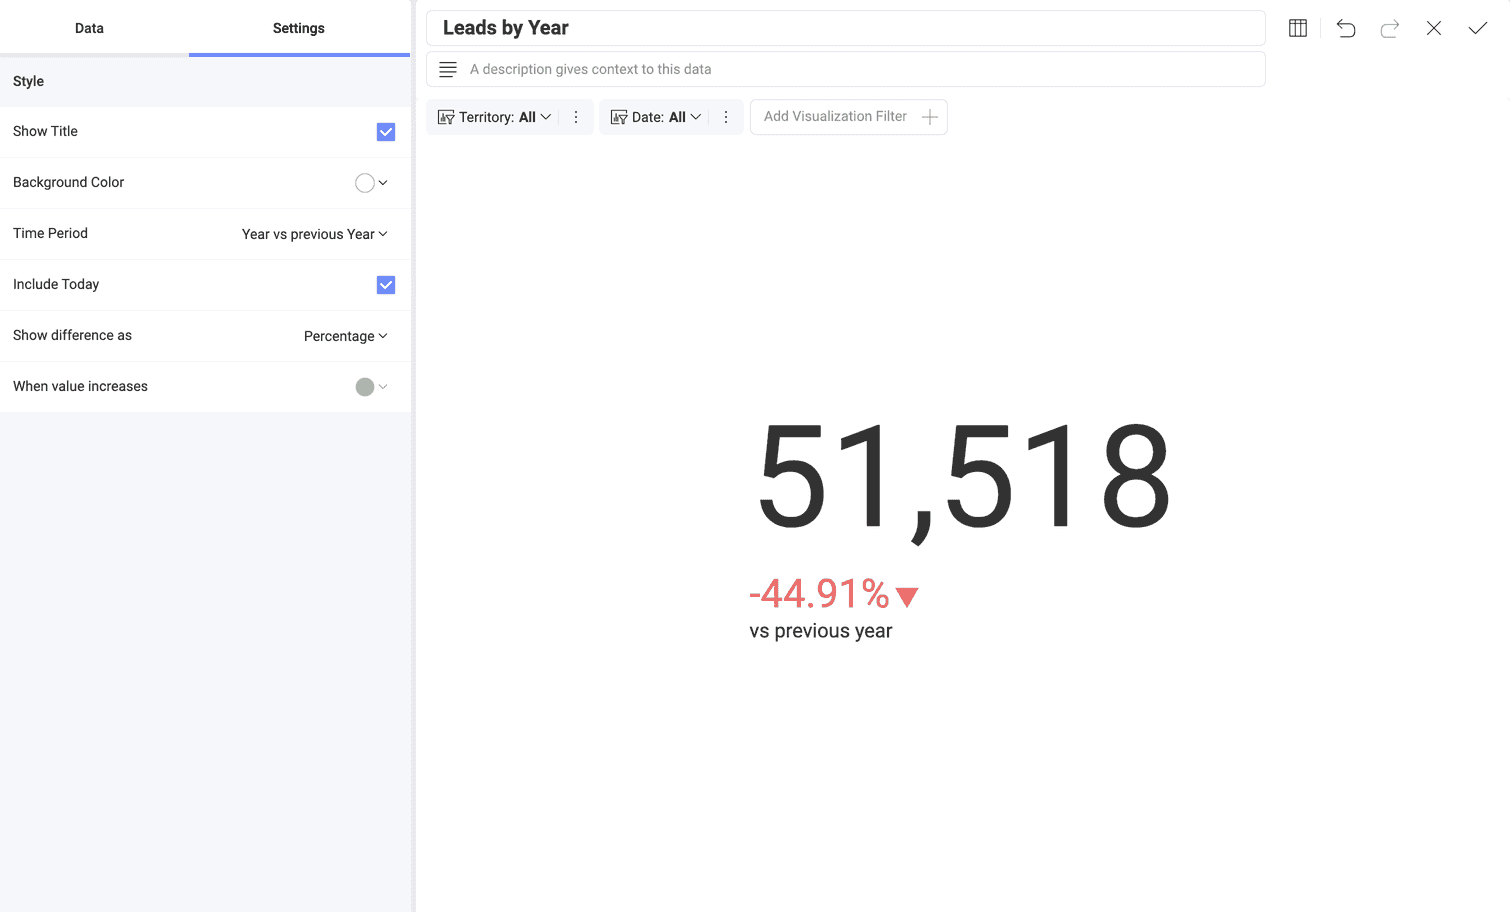 Data
Settings
Style
Show Title
Background Color
Time Period
Year vs previous Year
Include Today
Show difference as
Percentage
When value increases
Leads by Year
A description gives context to this data
Territory: All
Date: All
Add Visualization Filter
51,518
-44.91%
vs previous year